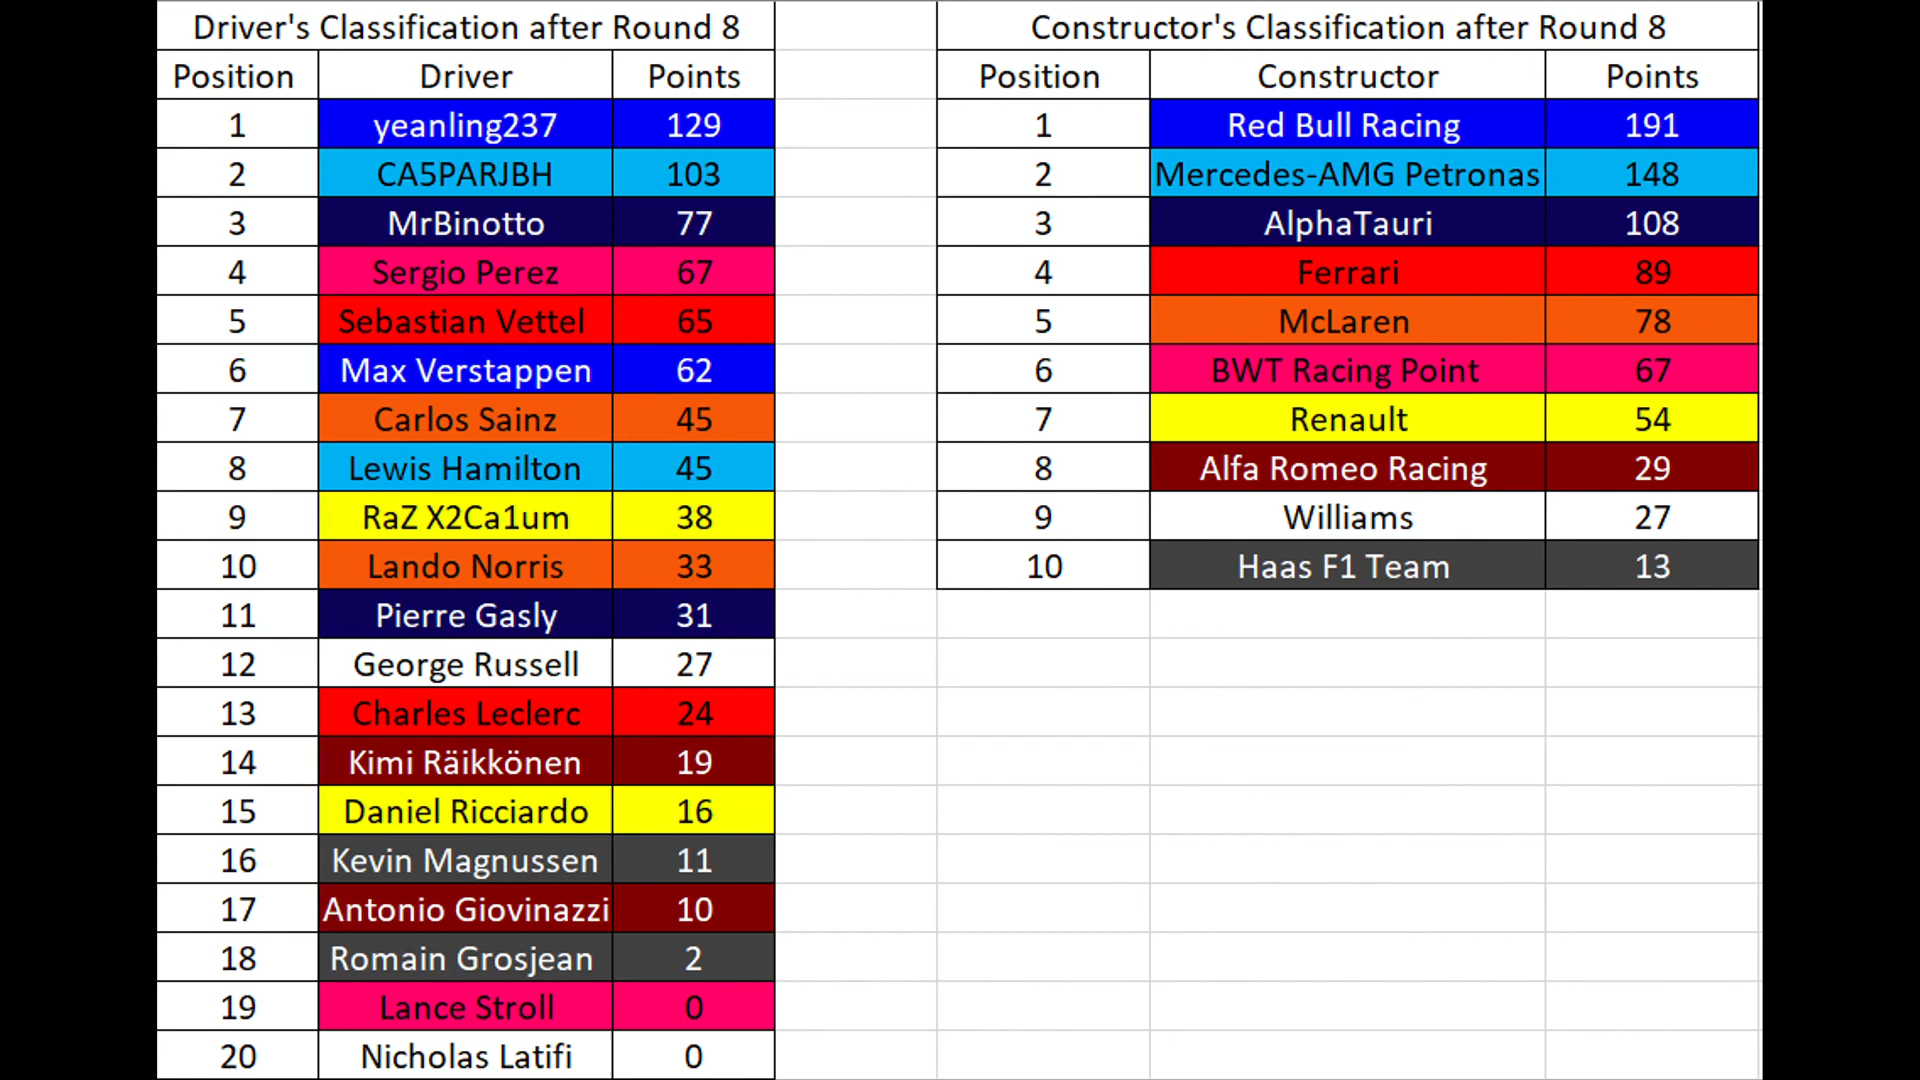 Driver's Classification after Round 8
Position Driver Points
1 yeanling237 129
2 CA5PARJBH 103
3 MrBinotto 77
4 Sergio Perez 67
5 Sebastian Vettel 65
6 Max Verstappen 62
7 Carlos Sainz 45
8 Lewis Hamilton 45
9 RaZ X2Ca1um 38
10 Lando Norris 33
11 Pierre Gasly 31
12 George Russell 27
13 Charles Leclerc 24
14 Kimi Räikkönen 19
15 Daniel Ricciardo 16
16 Kevin Magnussen 11
17 Antonio Giovinazzi 10
18 Romain Grosjean 2
19 Lance Stroll 0
20 Nicholas Latifi 0
Constructor's Classification after Round 8
Position Constructor Points
1 Red Bull Racing 191
2 Mercedes-AMG Petronas 148
3 AlphaTauri 108
4 Ferrari 89
5 McLaren 78
6 BWT Racing Point 67
7 Renault 54
8 Alfa Romeo Racing 29
9 Williams 27
10 Haas F1 Team 13